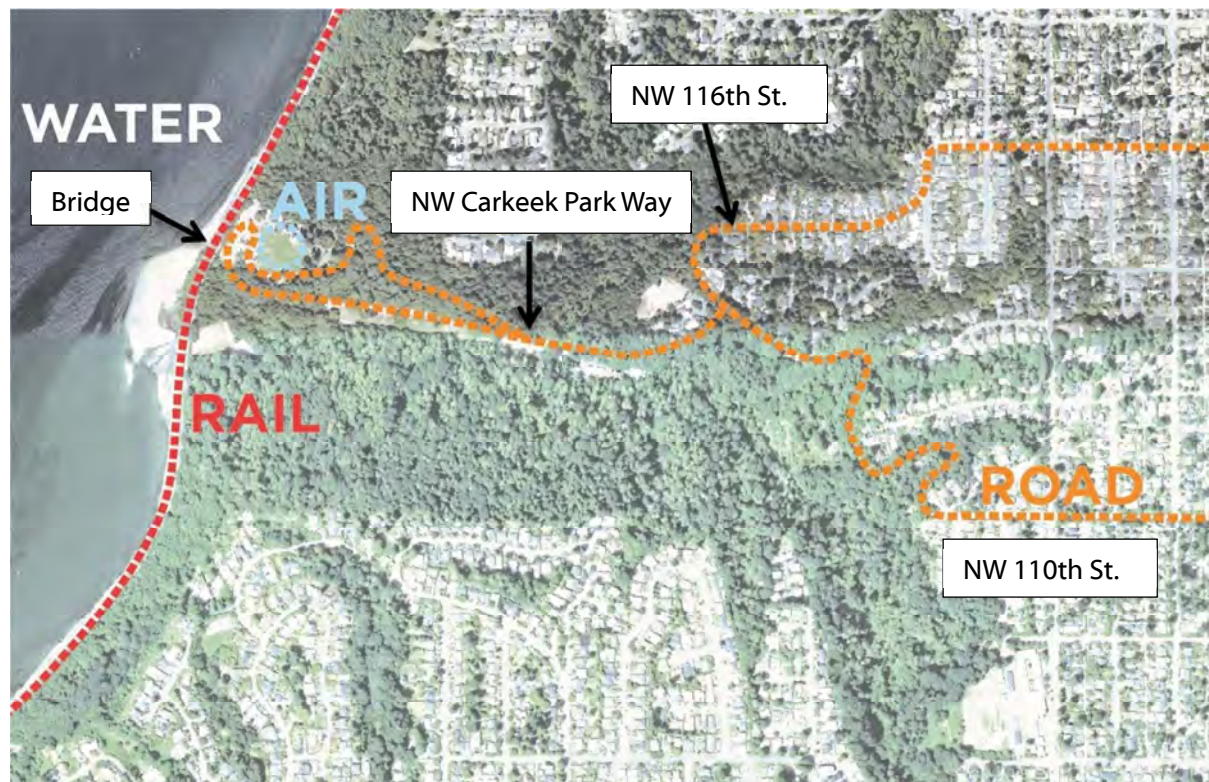 NW 116th St.
WATER
Bridge
AIR
NW Carkeek Park Way
RAIL
ROAD
NW 110th St.